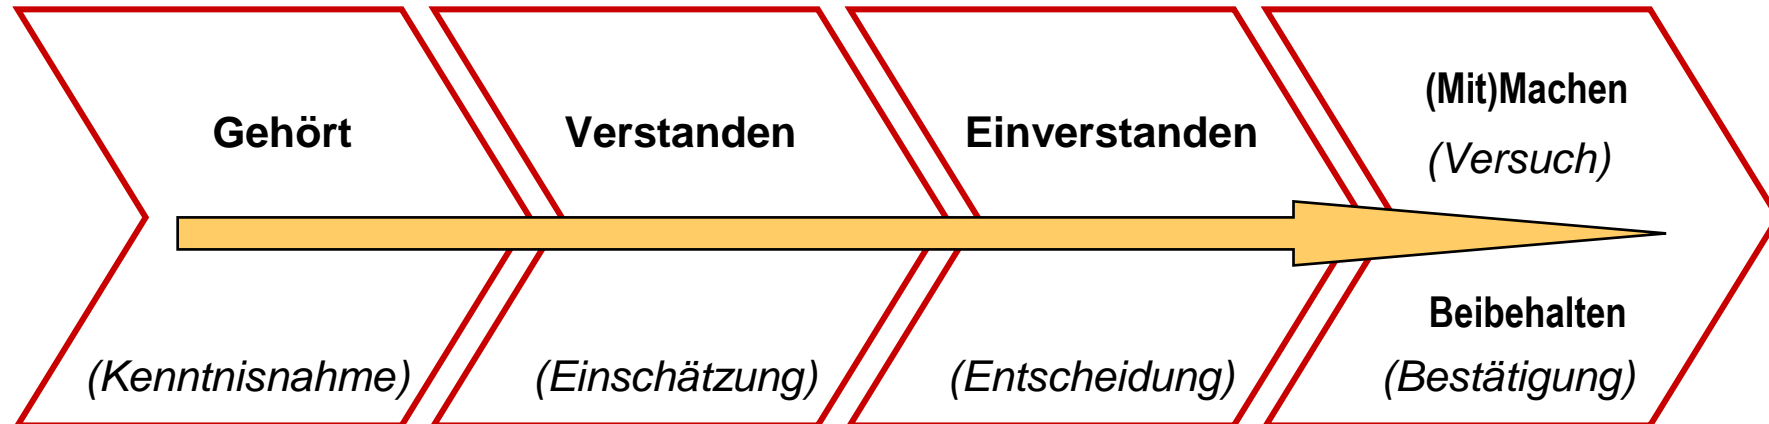 Gehört
(Kenntnisnahme)
Verstanden
(Einschätzung)
Einverstanden
(Entscheidung)
(Mit)Machen
(Versuch)
Beibehalten
(Bestätigung)